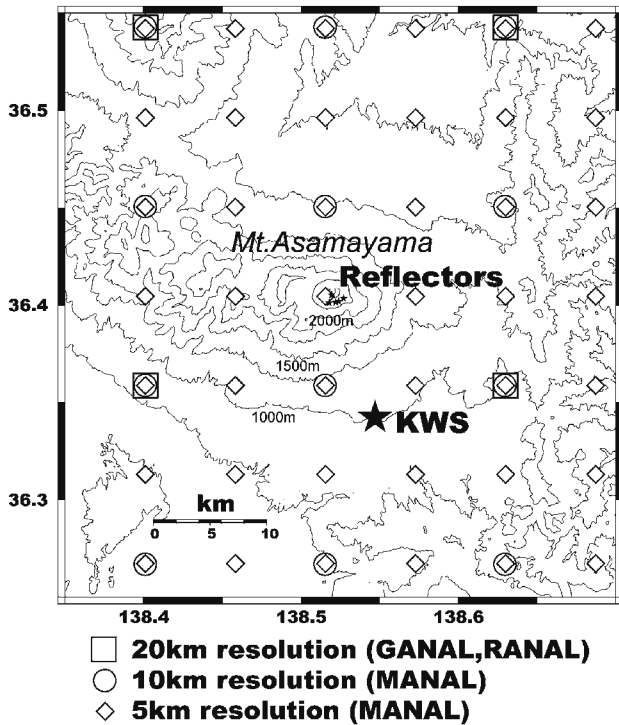 36.5
Mt.Asamayama
Reflectors
36.4
2000m
1500m
1000m
KWS
36.3
km
0 5 10
138.4 138.5 138.6
20km resolution (GANAL,RANAL)
10km resolution (MANAL)
5km resolution (MANAL)